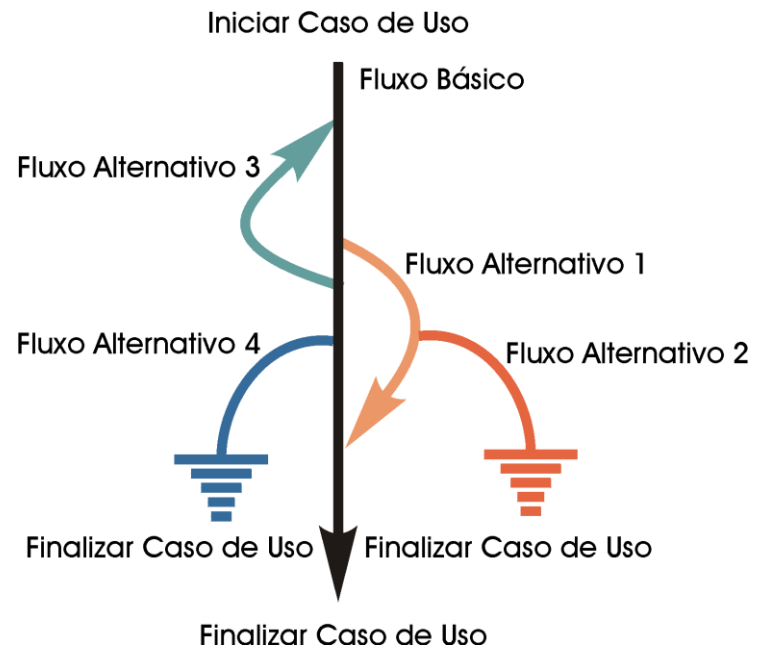 Iniciar Caso de Uso
Fluxo Básico
Fluxo Alternativo 3
Fluxo Alternativo 1
Fluxo Alternativo 4
Fluxo Alternativo 2
Finalizar Caso de Uso
Finalizar Caso de Uso
Finalizar Caso de Uso